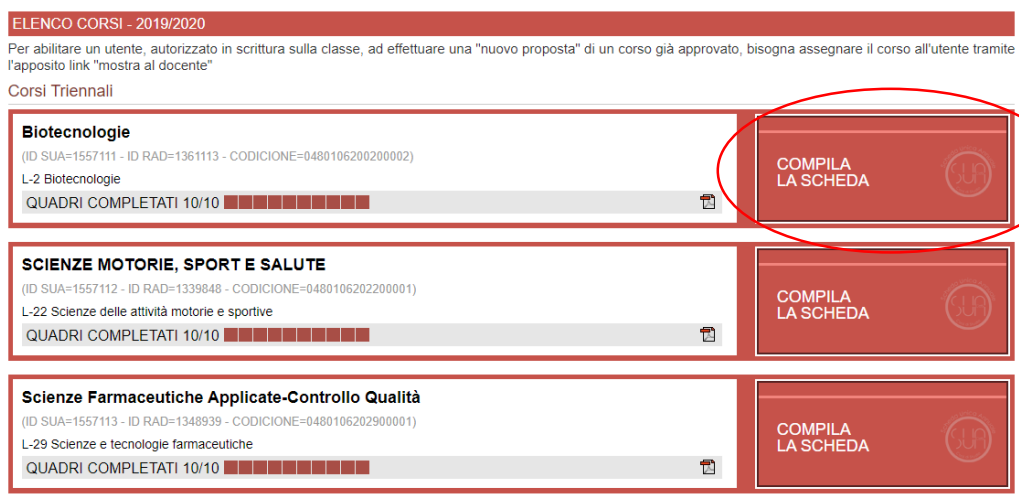 ELENCO CORSI - 2019/2020
Per abilitare un utente, autorizzato in scrittura sulla classe, ad effettuare una "nuovo proposta" di un corso già approvato, bisogna assegnare il corso all'utente tramite
l'apposito link "mostra al docente"
Corsi Triennali
Biotecnologie
(ID SUA=1557111 - ID RAD=1361113 - CODICIONE=0480106200200002)
L-2 Biotecnologie
QUADRI COMPLETATI 10/10
COMPILA
LA SCHEDA
SUA
SCIENZE MOTORIE, SPORT E SALUTE
(ID SUA=1557112 - ID RAD=1339848 - CODICIONE=0480106202200001)
L-22 Scienze delle attività motorie e sportive
QUADRI COMPLETATI 10/10
COMPILA
LA SCHEDA
SUA
Scienze Farmaceutiche Applicate-Controllo Qualità
(ID SUA=1557113 - ID RAD=1348939 - CODICIONE=0480106202900001)
L-29 Scienze e tecnologie farmaceutiche
QUADRI COMPLETATI 10/10
COMPILA
LA SCHEDA
SUA